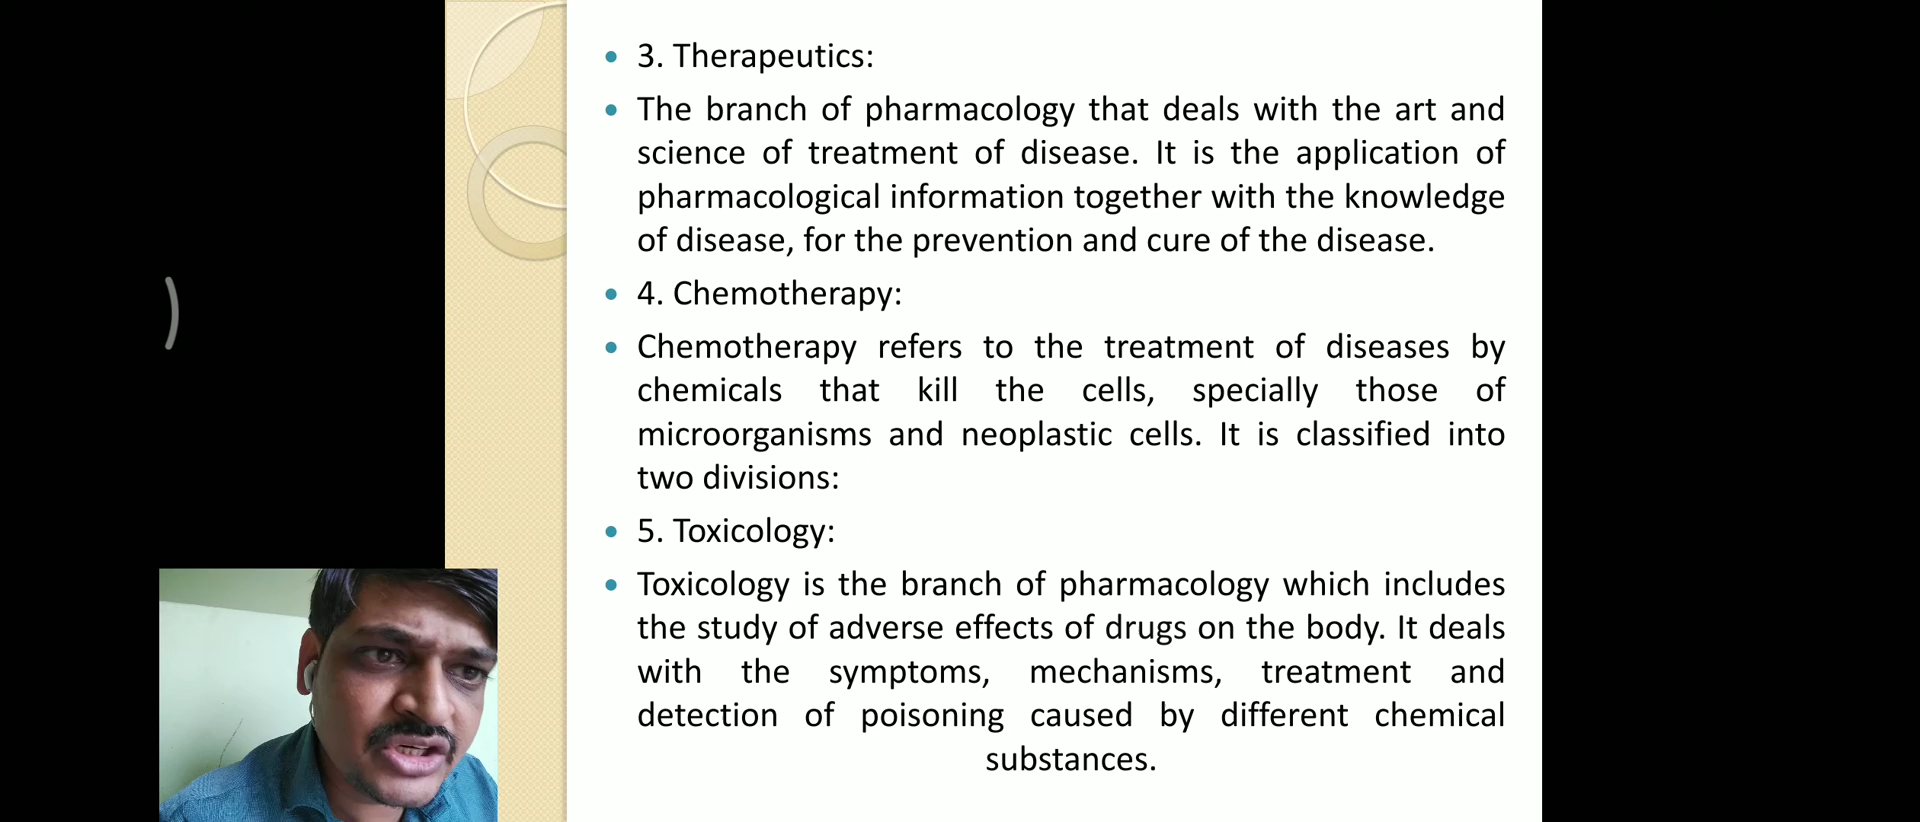 3. Therapeutics:
The branch of pharmacology that deals with the art and
science of treatment of disease. It is the application of
pharmacological information together with the knowledge
of disease, for the prevention and cure of the disease.
4. Chemotherapy:
Chemotherapy refers to the treatment of diseases by
chemicals that kill the cells, specially those of
microorganisms and neoplastic cells. It is classified into
two divisions:
5. Toxicology:
Toxicology is the branch of pharmacology which includes
the study of adverse effects of drugs on the body. It deals
with the symptoms, mechanisms, treatment and
detection of poisoning caused by different chemical
substances.